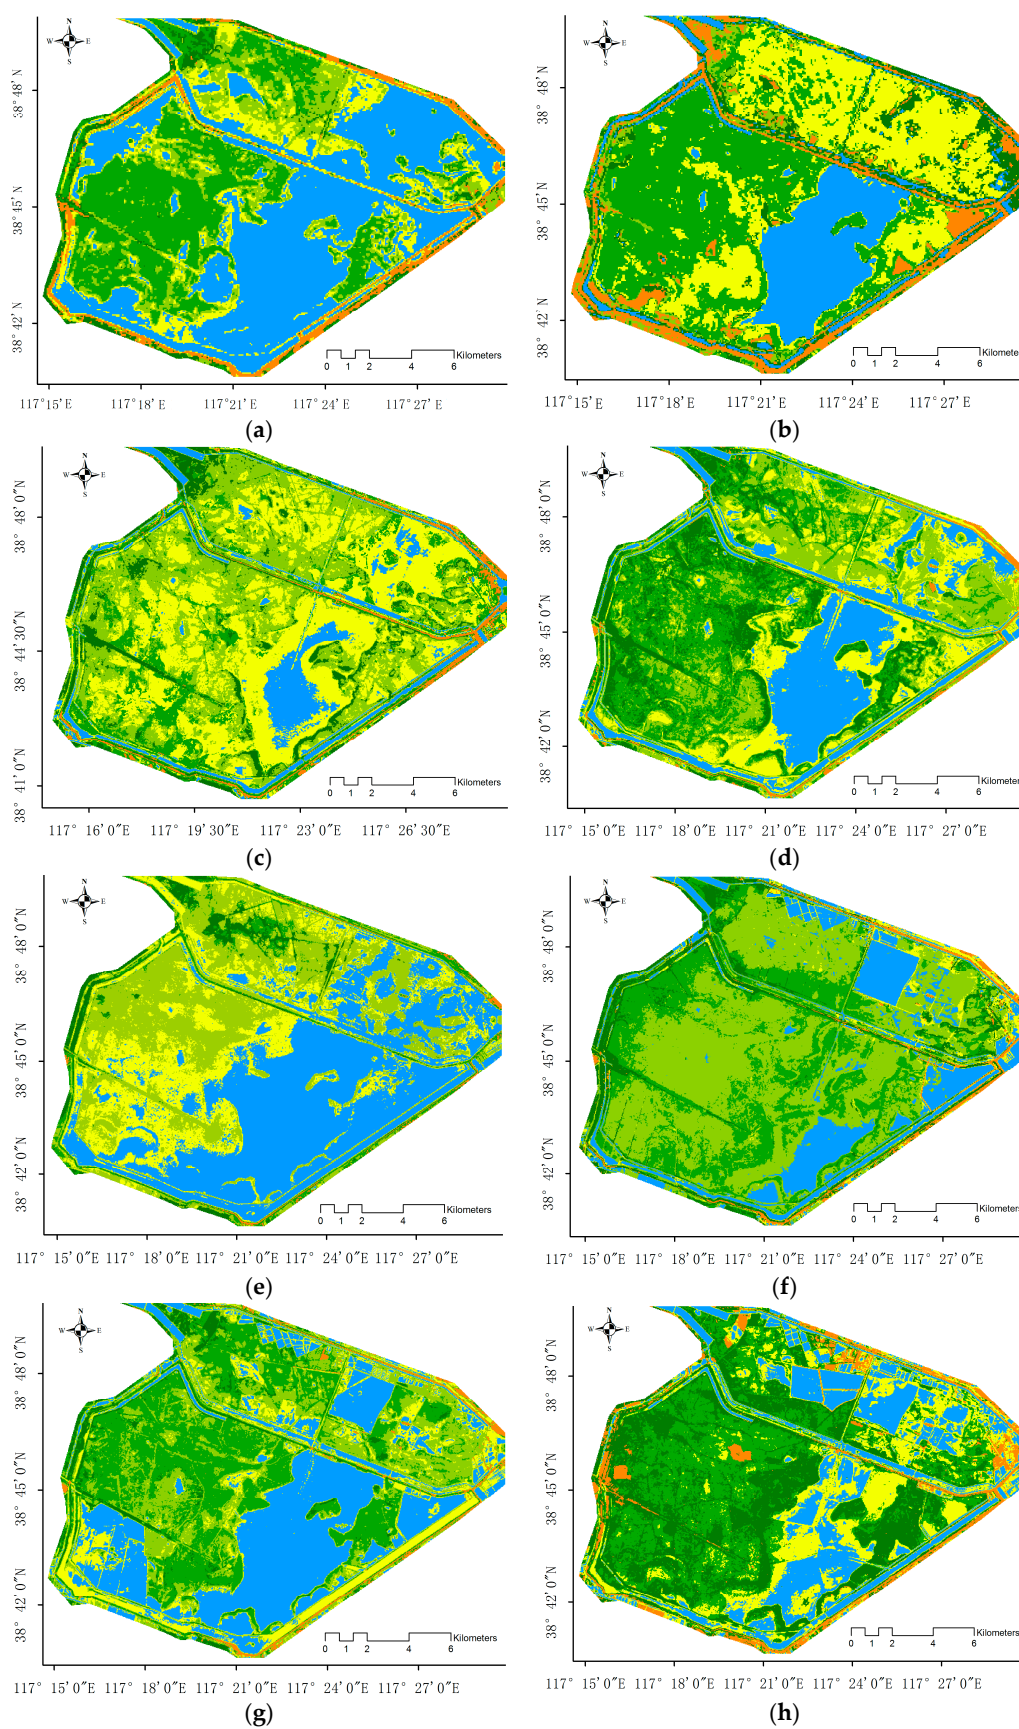 N
W E
S
38° 48′ N
38° 45′ N
38° 42′ N
Kilometers
0 1 2 4 6
117°15′E 117°18′E 117°21′E 117°24′E 117°27′E
(a)
N
W E
S
38° 48′ N
38° 45′ N
38° 42′ N
Kilometers
0 1 2 4 6
117°15′E 117°18′E 117°21′E 117°24′E 117°27′E
(b)
N
W E
S
38° 48′ 0″N
38° 44′ 30″N
38° 41′ 0″N
Kilometers
0 1 2 4 6
117° 16′ 0″E 117° 19′ 30″E 117° 23′ 0″E 117° 26′ 30″E
(c)
N
W E
S
38° 48′ 0″N
38° 45′ 0″N
38° 42′ 0″N
Kilometers
0 1 2 4 6
117° 15′ 0″E 117° 18′ 0″E 117° 21′ 0″E 117° 24′ 0″E 117° 27′ 0″E
(d)
N
W E
S
38° 48′ 0″N
38° 45′ 0″N
38° 42′ 0″N
Kilometers
0 1 2 4 6
117° 15′ 0″E 117° 18′ 0″E 117° 21′ 0″E 117° 24′ 0″E 117° 27′ 0″E
(e)
N
W E
S
38° 48′ 0″N
38° 45′ 0″N
38° 42′ 0″N
Kilometers
0 1 2 4 6
117° 15′ 0″E 117° 18′ 0″E 117° 21′ 0″E 117° 24′ 0″E 117° 27′ 0″E
(f)
N
W E
S
38° 48′ 0″N
38° 45′ 0″N
38° 42′ 0″N
Kilometers
0 1 2 4 6
117° 15′ 0″E 117° 18′ 0″E 117° 21′ 0″E 117° 24′ 0″E 117° 27′ 0″E
(g)
N
W E
S
38° 48′ 0″N
38° 45′ 0″N
38° 42′ 0″N
Kilometers
0 1 2 4 6
117° 15′ 0″E 117° 18′ 0″E 117° 21′ 0″E 117° 24′ 0″E 117° 27′ 0″E
(h)